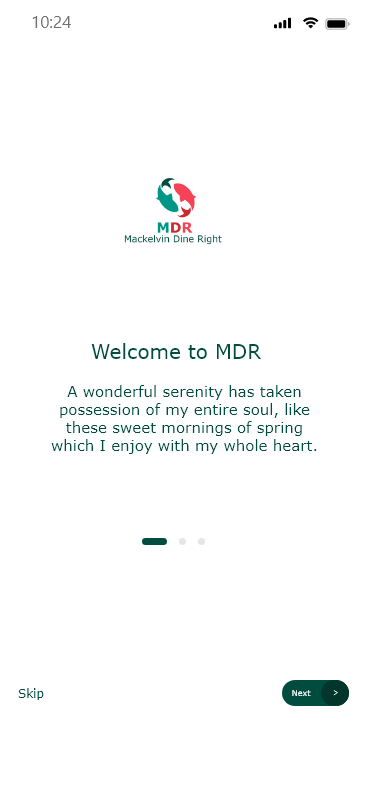 10:24
MDR
Mackelvin Dine Right
Welcome to MDR
A wonderful serenity has taken
possession of my entire soul, like
these sweet mornings of spring
which I enjoy with my whole heart.
Skip
Next >